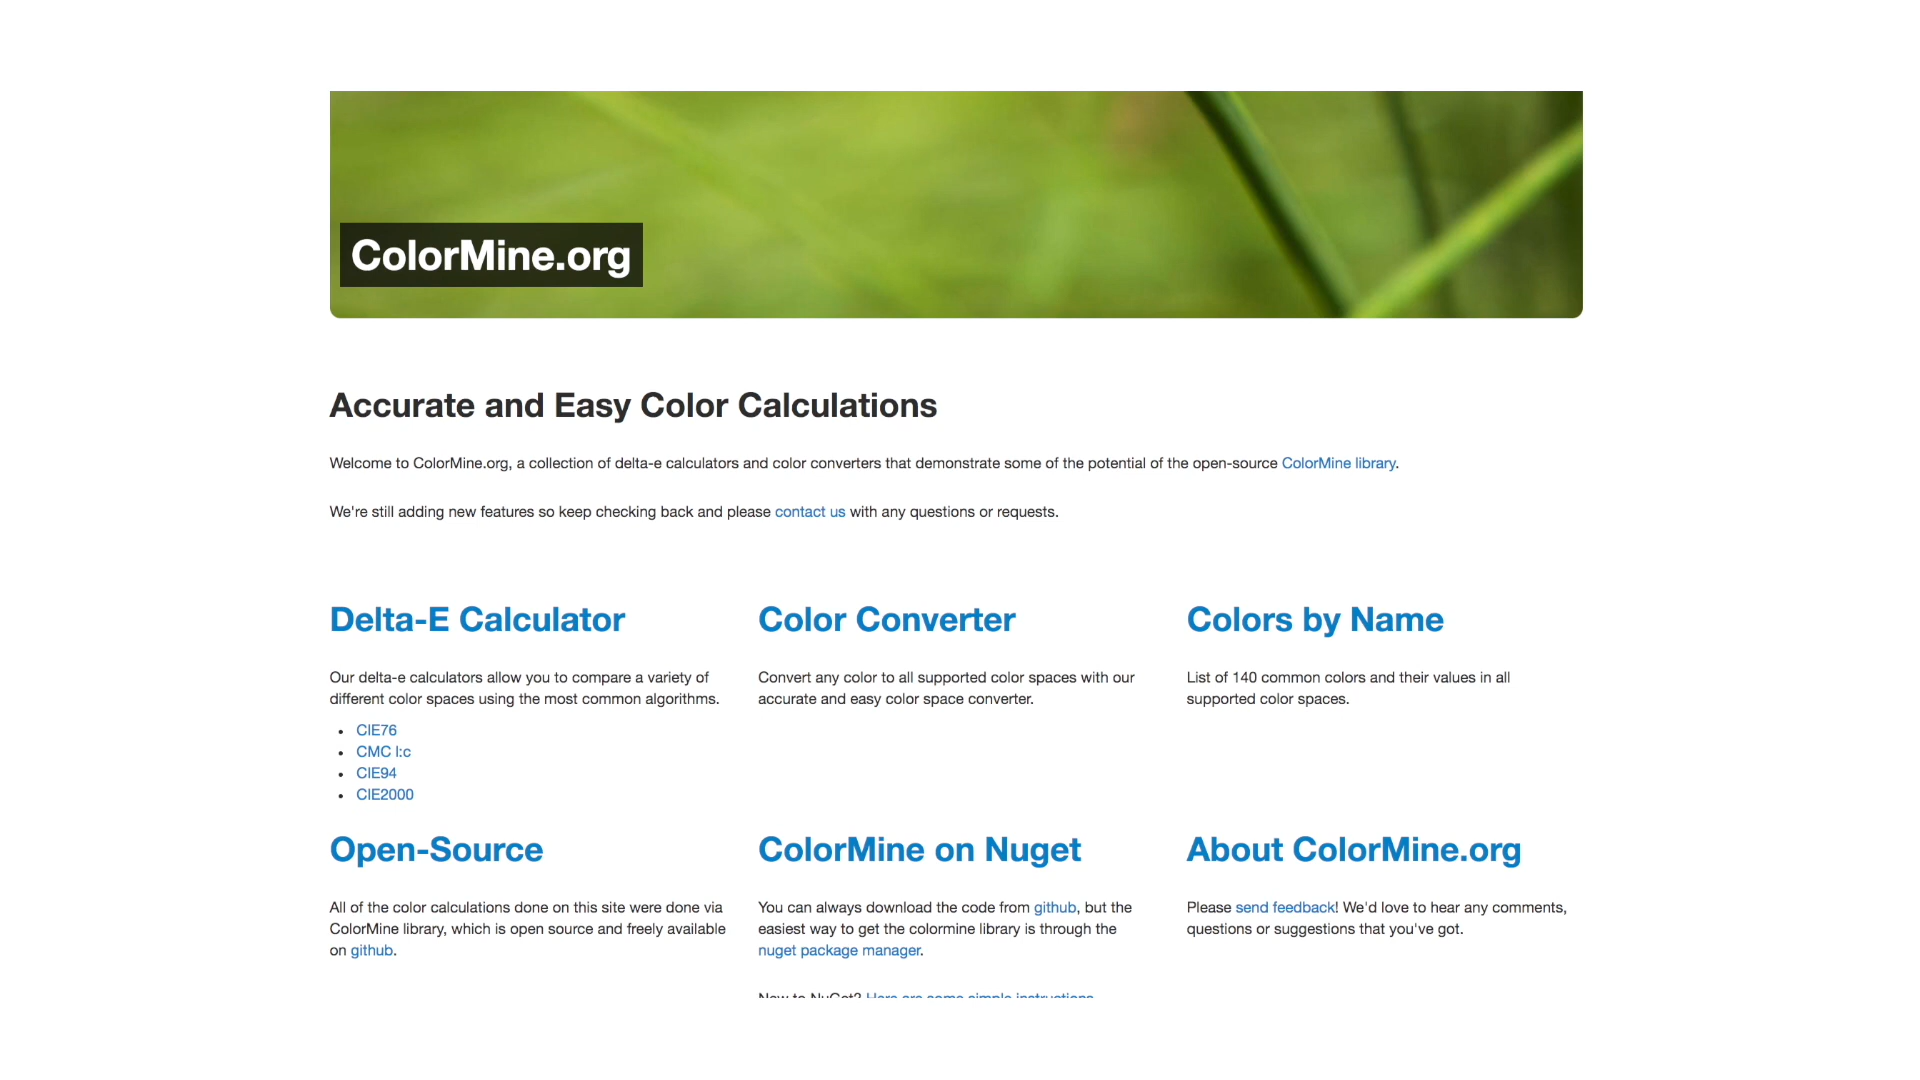 ColorMine.org
Accurate and Easy Color Calculations
Welcome to ColorMine.org, a collection of delta-e calculators and color converters that demonstrate some of the potential of the open-source ColorMine library.
We're still adding new features so keep checking back and please contact us with any questions or requests.
Delta-E Calculator
Our delta-e calculators allow you to compare a variety of
different color spaces using the most common algorithms.
• CIE76
• CMC l:c
• CIE94
• CIE2000
Color Converter
Convert any color to all supported color spaces with our
accurate and easy color space converter.
Colors by Name
List of 140 common colors and their values in all
supported color spaces.
Open-Source
All of the color calculations done on this site were done via
ColorMine library, which is open source and freely available
on github.
ColorMine on Nuget
You can always download the code from github, but the
easiest way to get the colormine library is through the
nuget package manager.
New to NuGet? Here are some simple instructions
About ColorMine.org
Please send feedback! We'd love to hear any comments,
questions or suggestions that you've got.